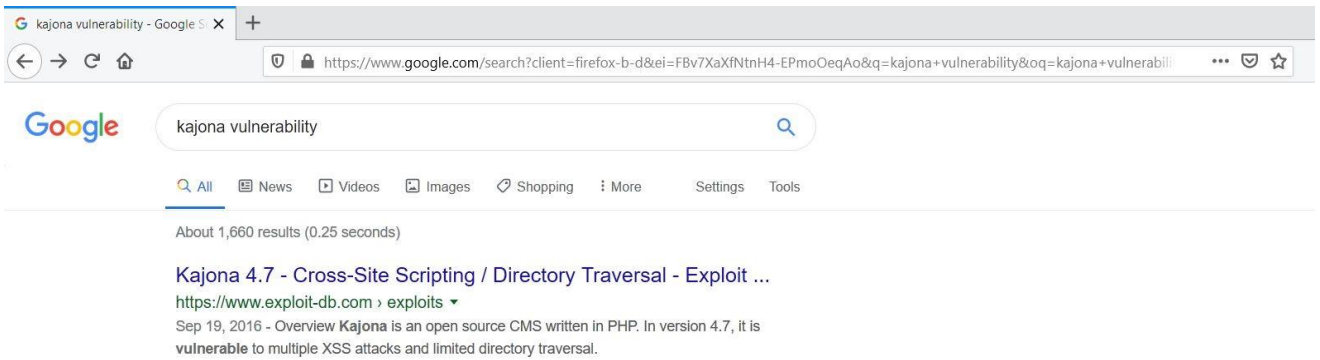 kajona vulnerability - Google S
https://www.google.com/search?client=firefox-b-d&ei=FBv7XaXfNtnH4-EPmoOeqAo&q=kajona+vulnerability&oq=kajona+vulnerabili
Google
kajona vulnerability
All News Videos Images Shopping More Settings Tools
About 1,660 results (0.25 seconds)
Kajona 4.7 - Cross-Site Scripting / Directory Traversal - Exploit ...
https://www.exploit-db.com › exploits
Sep 19, 2016 - Overview Kajona is an open source CMS written in PHP. In version 4.7, it is
vulnerable to multiple XSS attacks and limited directory traversal.